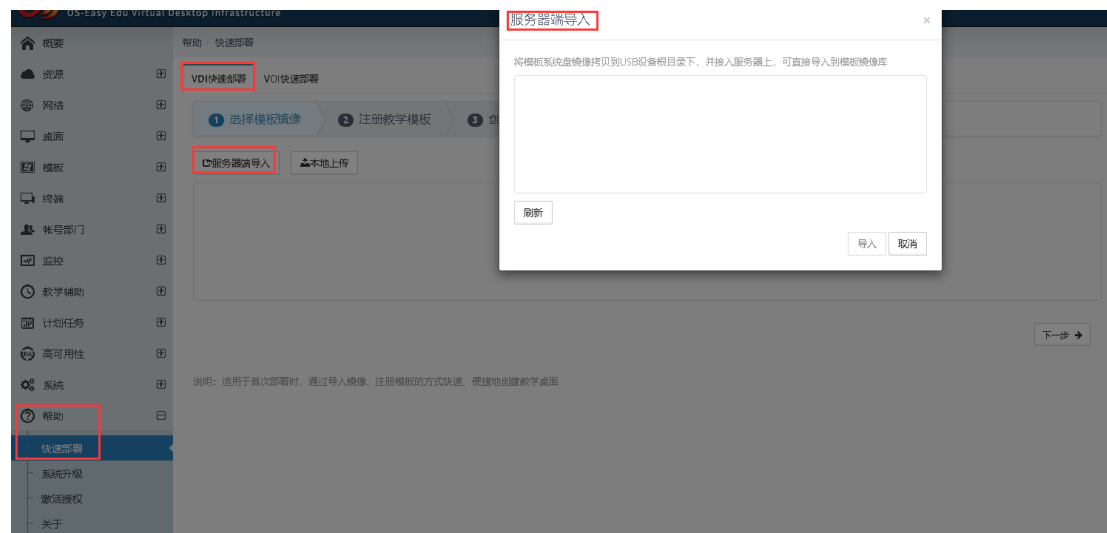 OS-Easy Edu Virtual Desktop Infrastructure
概要
资源
网络
桌面
模板
终端
帐号部门
监控
教学辅助
计划任务
高可用性
系统
帮助
快速部署
系统升级
激活授权
关于
帮助 / 快速部署
VDI快速部署 VOI快速部署
1 选择模板镜像 2 注册教学模板 3 创
服务器端导入 本地上传
下一步
说明：适用于首次部署时，通过导入镜像、注册模板的方式快速、便捷地创建教学桌面
服务器端导入 ×
将模板系统盘镜像拷贝到USB设备根目录下，并接入服务器上，可直接导入到模板镜像库
刷新
导入 取消